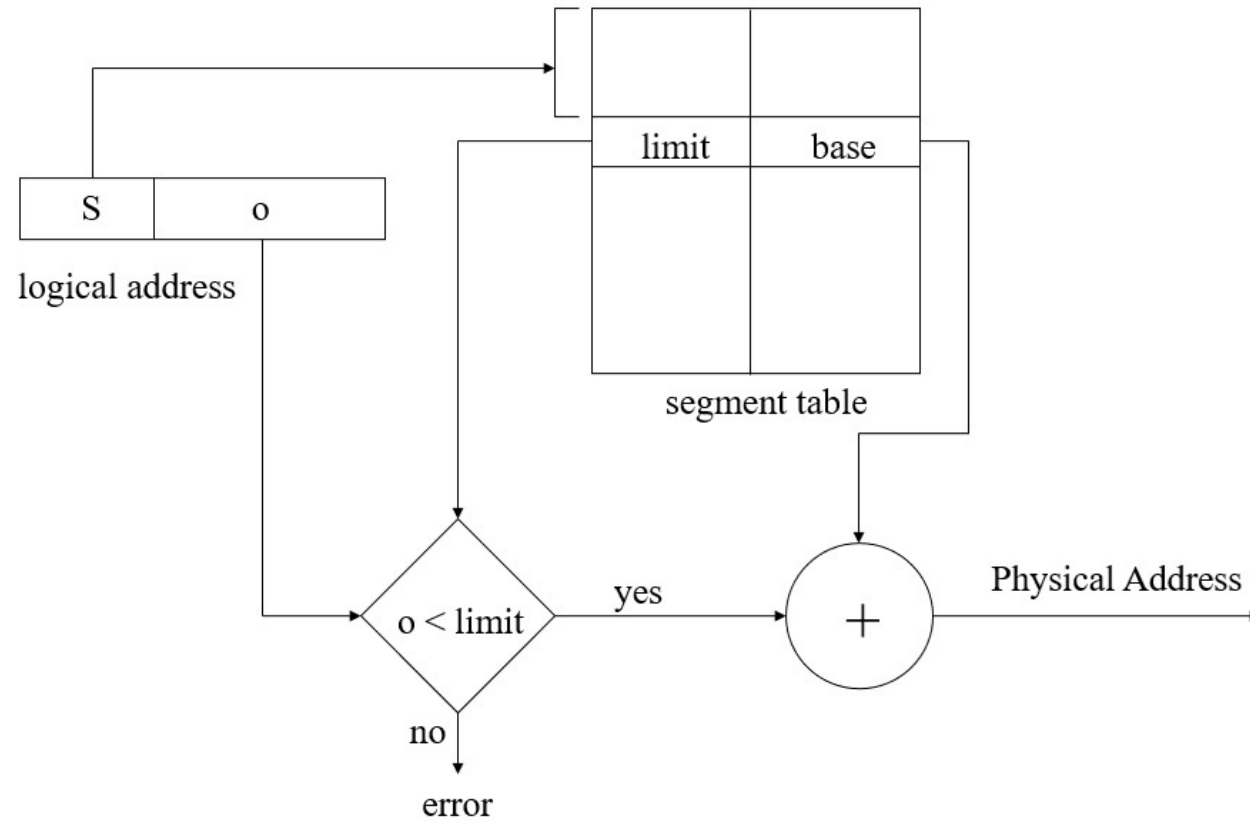 limit
base
S
o
logical address
segment table
o < limit
yes
+
Physical Address
no
error